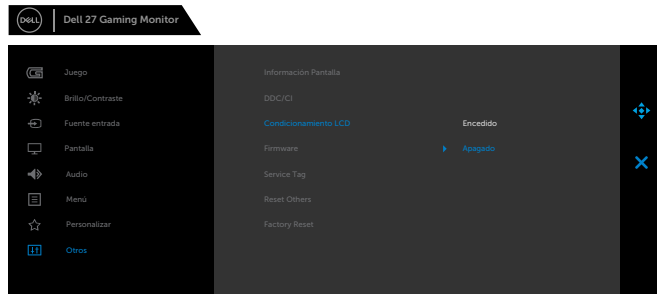 DELL
Dell 27 Gaming Monitor
Juego
Información Pantalla
Brillo/Contraste
DDC/CI
Fuente entrada
Condicionamiento LCD
Encedido
Pantalla
Firmware
Apagado
Audio
Service Tag
Menú
Reset Others
Personalizar
Factory Reset
Otros